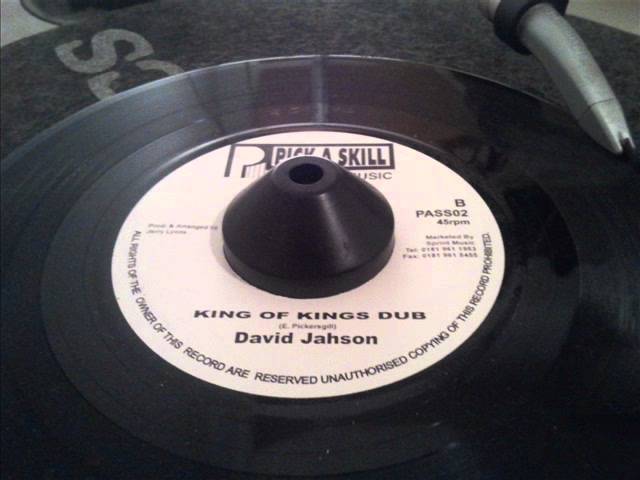 PICK A SKILL
MUSIC
B
PASS02
45rpm
Prod: & Arranged by
Jerry Lyons
Marketed By
Sprint Music
Tel: 0181 961 1963
Fax: 0181 961 5455
KING OF KINGS DUB
(E. Pickersgill)
David Jahson
ALL RIGHTS OF THE OWNER OF THIS RECORD ARE RESERVED UNAUTHORISED COPYING OF THIS RECORD PROHIBITED.